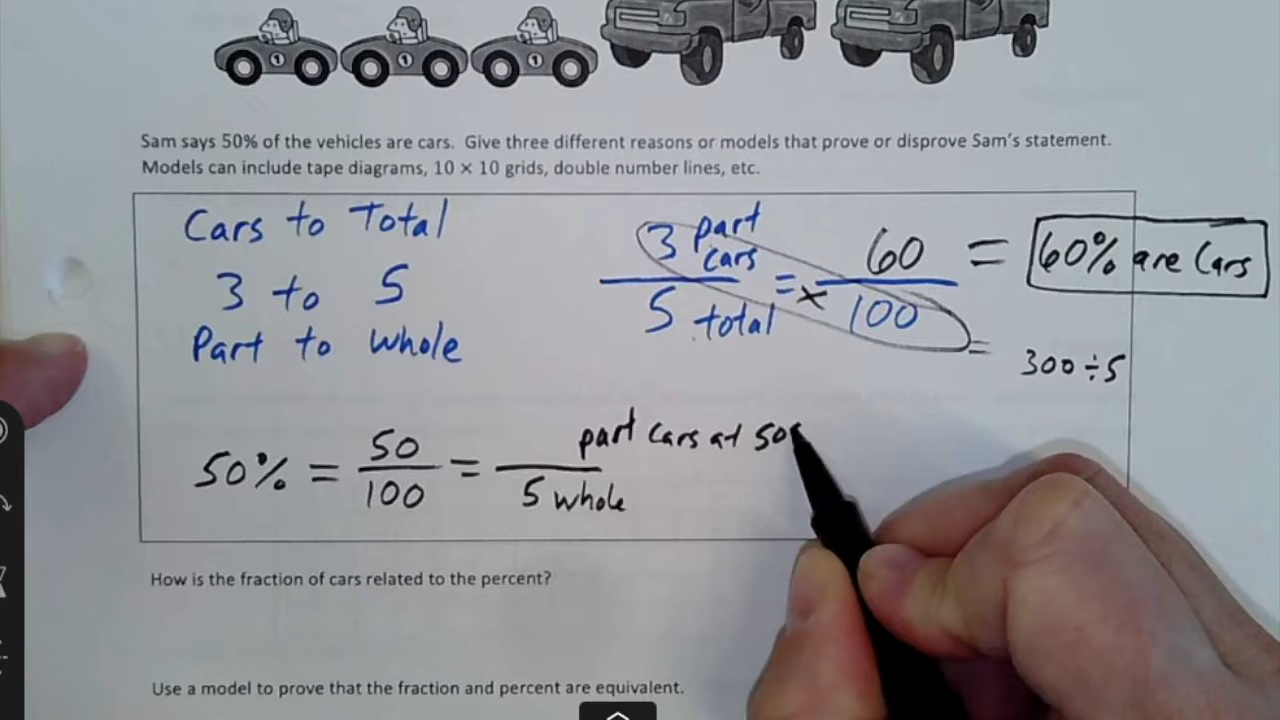 1 1 1
Sam says 50% of the vehicles are cars. Give three different reasons or models that prove or disprove Sam's statement.
Models can include tape diagrams, 10 × 10 grids, double number lines, etc.
Cars to Total
3 to 5
Part to whole
3 part cars
5 total
=
×
60
100
= 60% are Cars
= 300÷5
50% = 50/100 =
part cars at 50
5 whole
How is the fraction of cars related to the percent?
Use a model to prove that the fraction and percent are equivalent.